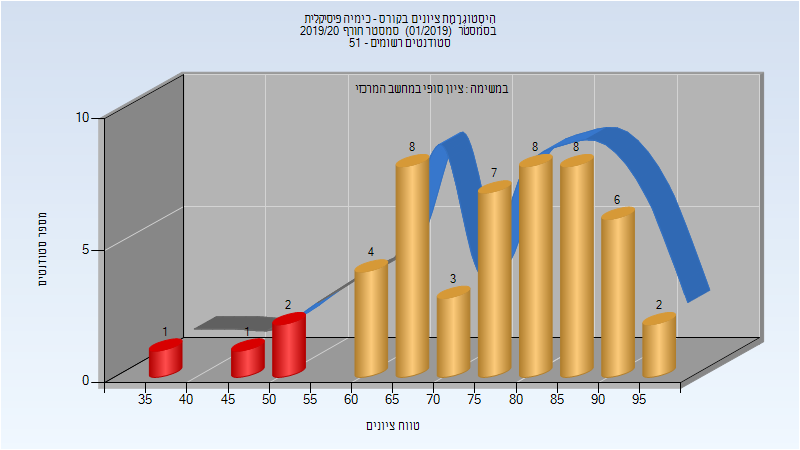 היסטוגרמת ציונים בקורס - כימיה פיסיקלית
בסמסטר (01/2019) סמסטר חורף 2019/20
סטודנטים רשומים - 51
במשימה : ציון סופי במחשב המרכזי
מספר סטודנטים
10
5
0
1
1
2
4
8
3
7
8
8
6
2
35 40 45 50 55 60 65 70 75 80 85 90 95
טווח ציונים